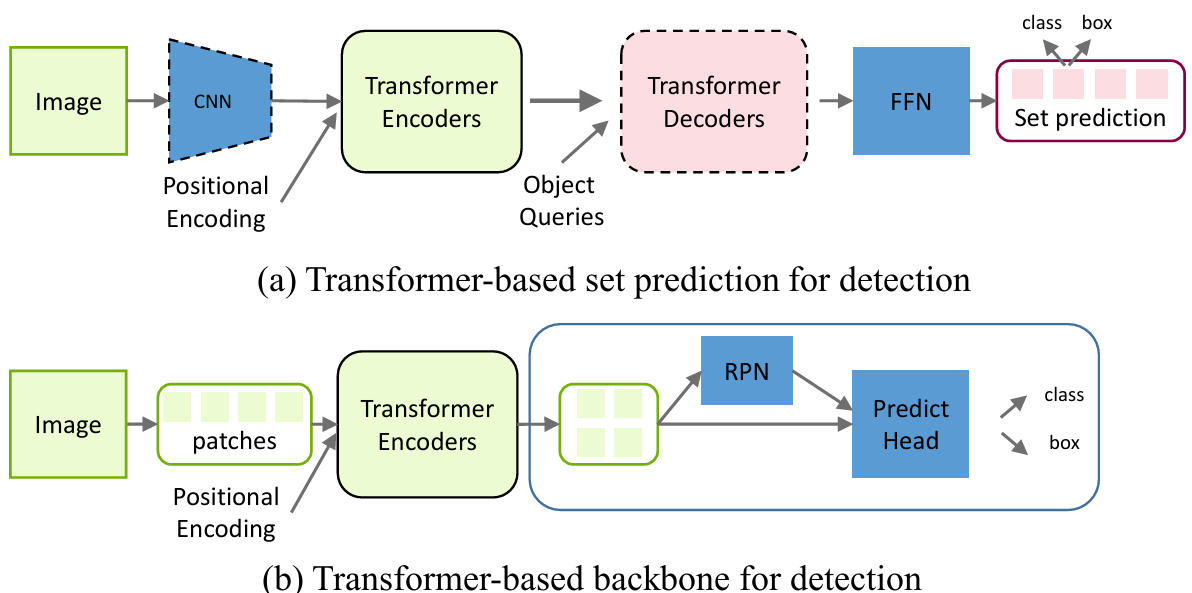 class box
Image
CNN
Transformer
Encoders
Transformer
Decoders
FFN
Set prediction
Positional
Encoding
Object
Queries
(a) Transformer-based set prediction for detection
Image
patches
Transformer
Encoders
RPN
Predict
Head
class
box
Positional
Encoding
(b) Transformer-based backbone for detection